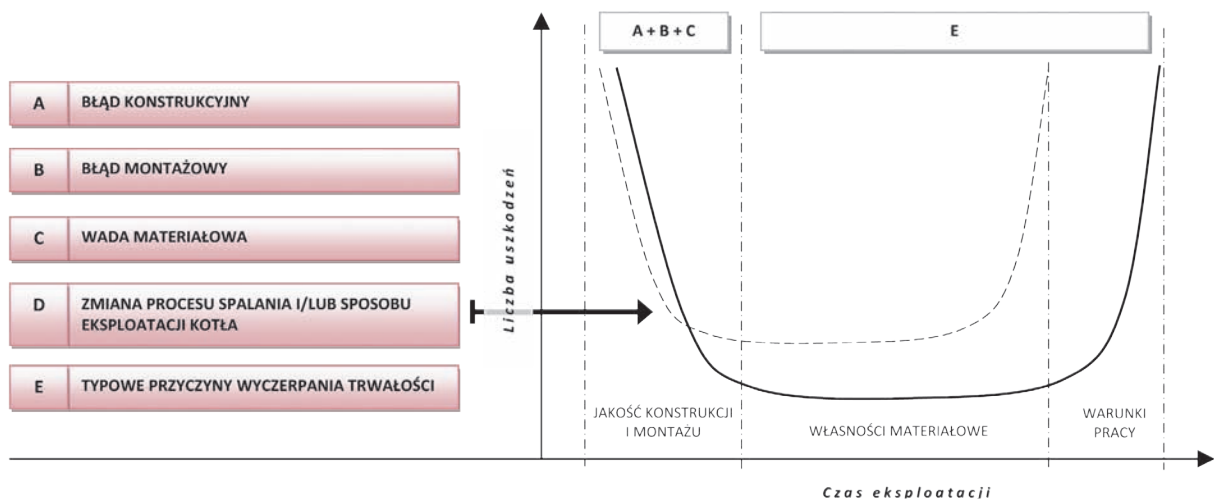 A BŁĄD KONSTRUKCYJNY
B BŁĄD MONTAŻOWY
C WADA MATERIAŁOWA
D ZMIANA PROCESU SPALANIA I/LUB SPOSOBU
EKSPLOATACJI KOTŁA
E TYPOWE PRZYCZYNY WYCZERPANIA TRWAŁOŚCI
Liczba uszkodzeń
A + B + C
E
JAKOŚĆ KONSTRUKCJI
I MONTAŻU
WŁASNOŚCI MATERIAŁOWE
WARUNKI
PRACY
Czas eksploatacji